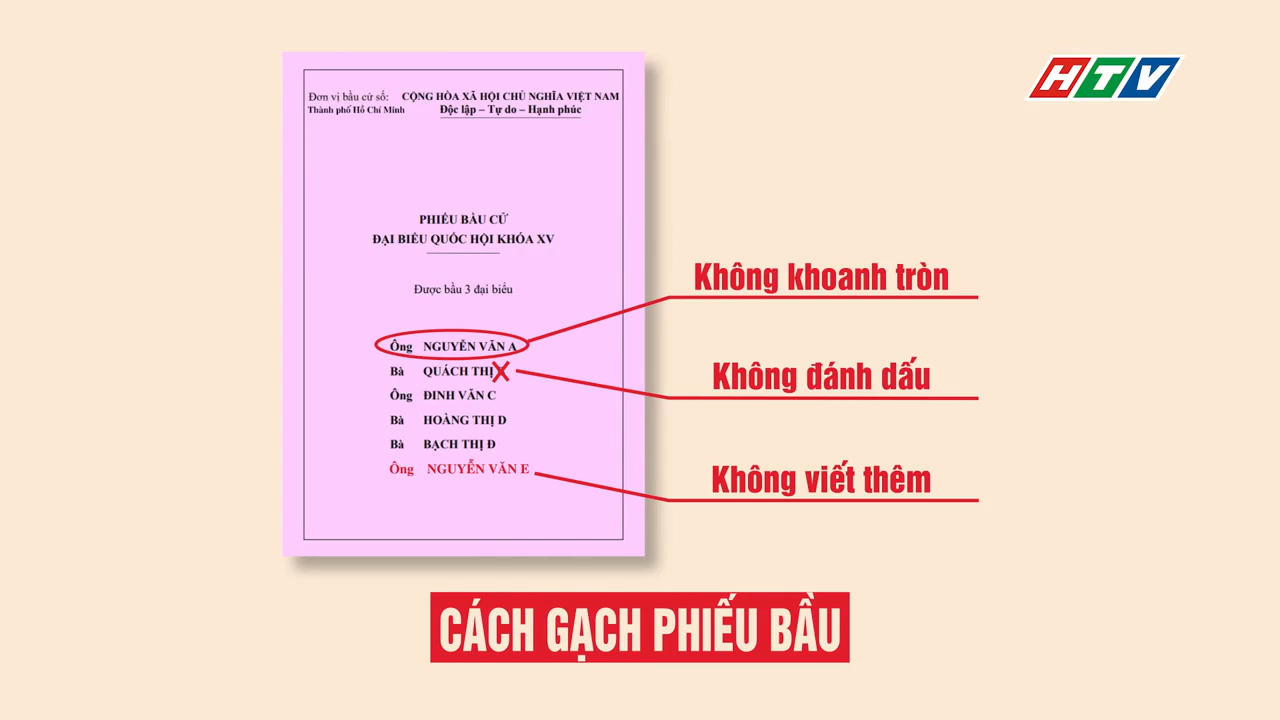 HTV
Đơn vị bầu cử số:
Thành phố Hồ Chí Minh
CỘNG HÒA XÃ HỘI CHỦ NGHĨA VIỆT NAM
Độc lập – Tự do – Hạnh phúc
PHIẾU BẦU CỬ
ĐẠI BIỂU QUỐC HỘI KHÓA XV
Được bầu 3 đại biểu
Ông NGUYỄN VĂN A
Bà QUÁCH THỊ
Ông ĐINH VĂN C
Bà HOÀNG THỊ D
Bà BẠCH THỊ Đ
Ông NGUYỄN VĂN E
Không khoanh tròn
Không đánh dấu
Không viết thêm
CÁCH GẠCH PHIẾU BẦU